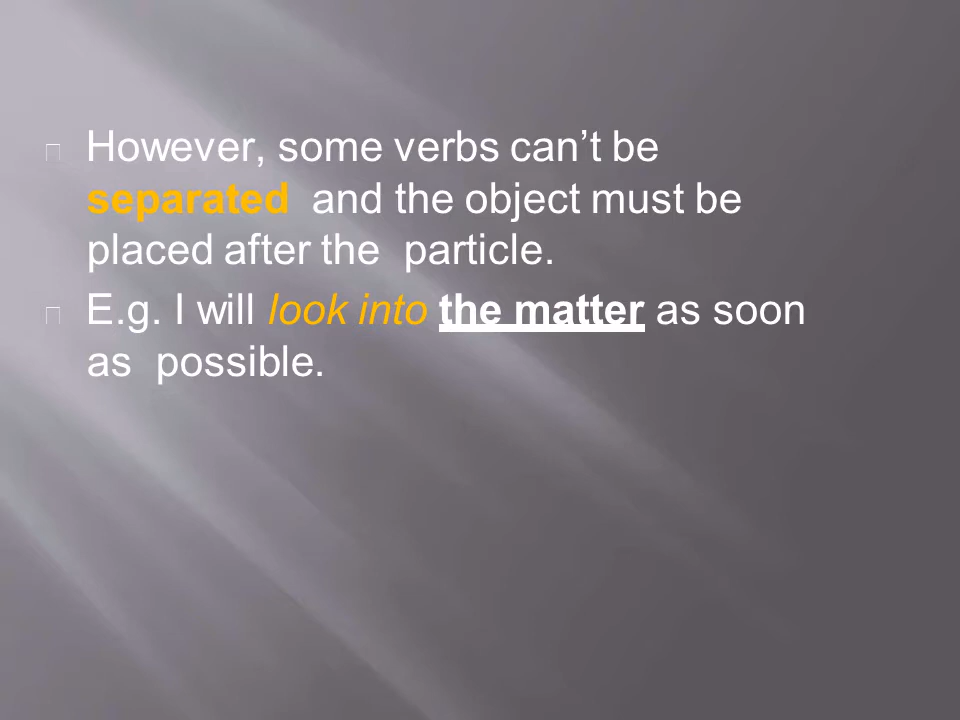 However, some verbs can’t be
separated and the object must be
placed after the particle.
E.g. I will look into the matter as soon
as possible.